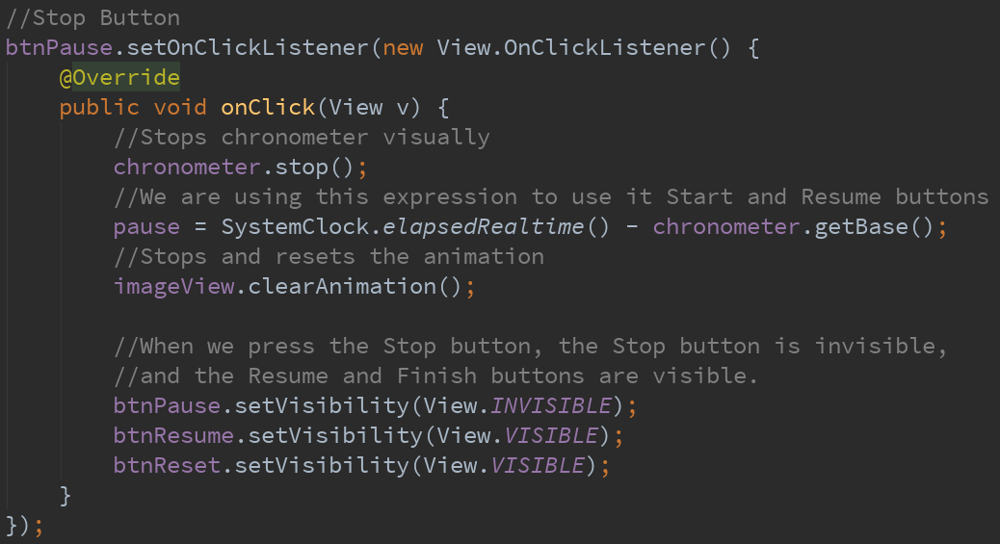 //Stop Button
btnPause.setOnClickListener(new View.OnClickListener() {
    @Override
    public void onClick(View v) {
        //Stops chronometer visually
        chronometer.stop();
        //We are using this expression to use it Start and Resume buttons
        pause = SystemClock.elapsedRealtime() - chronometer.getBase();
        //Stops and resets the animation
        imageView.clearAnimation();

        //When we press the Stop button, the Stop button is invisible,
        //and the Resume and Finish buttons are visible.
        btnPause.setVisibility(View.INVISIBLE);
        btnResume.setVisibility(View.VISIBLE);
        btnReset.setVisibility(View.VISIBLE);
    }
});